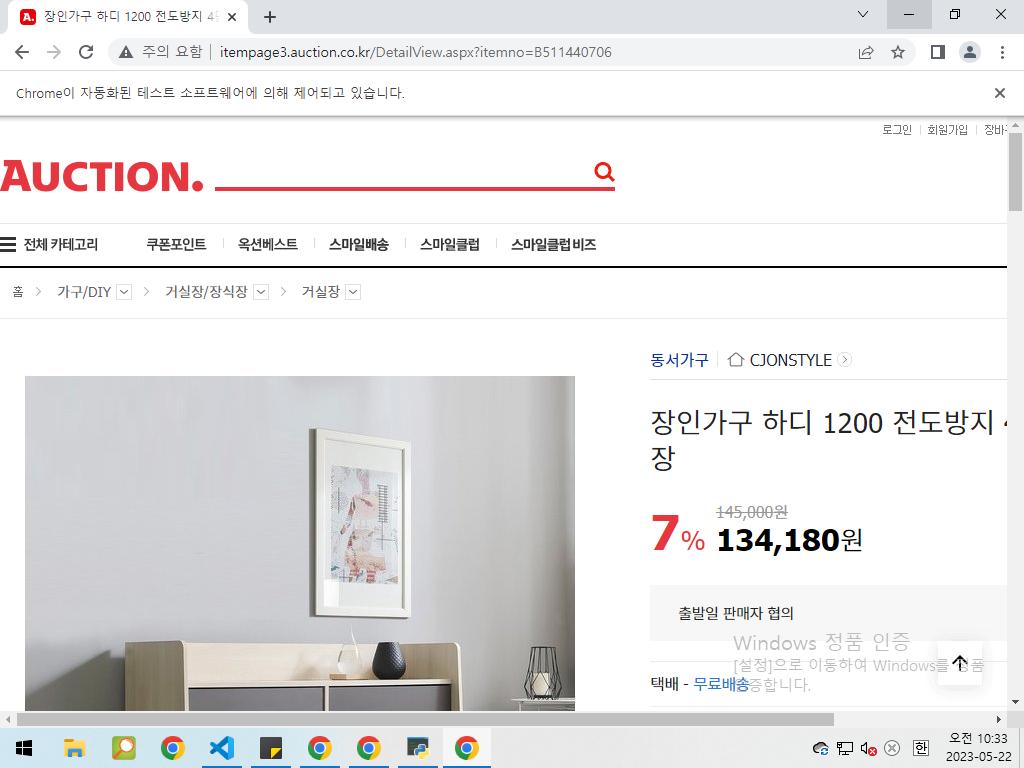 장인가구 하디 1200 전도방지
주의 요함
itempage3.auction.co.kr/DetailView.aspx?itemno=B511440706
Chrome이 자동화된 테스트 소프트웨어에 의해 제어되고 있습니다.
로그인 회원가입
AUCTION.
전체 카테고리 쿠폰포인트 옥션베스트 스마일배송 스마일클럽 스마일클럽 비즈
홈 가구/DIY 거실장/장식장 거실장
동서가구 CJONSTYLE
장인가구 하디 1200 전도방지
장
145,000원
7% 134,180원
출발일 판매자 협의
Windows 정품 인증
[설정]으로 이동하여 Windows를 정품
택배 - 무료배송
인증합니다.
한
오전 10:33
2023-05-22